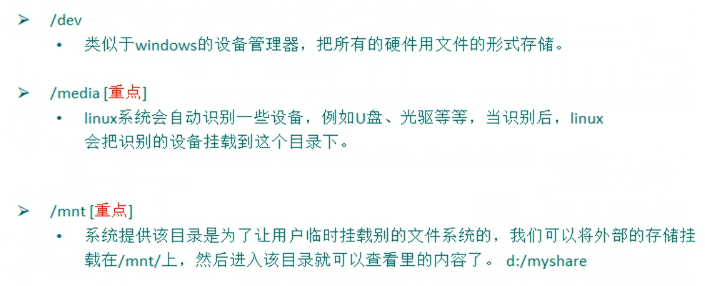 ➢ /dev
• 类似于windows的设备管理器，把所有的硬件用文件的形式存储。
➢ /media [重点]
• linux系统会自动识别一些设备，例如U盘、光驱等等，当识别后，linux
会把识别的设备挂载到这个目录下。
➢ /mnt [重点]
• 系统提供该目录是为了让用户临时挂载别的文件系统的，我们可以将外部的存储挂
载在/mnt/上，然后进入该目录就可以查看里的内容了。 d:/myshare